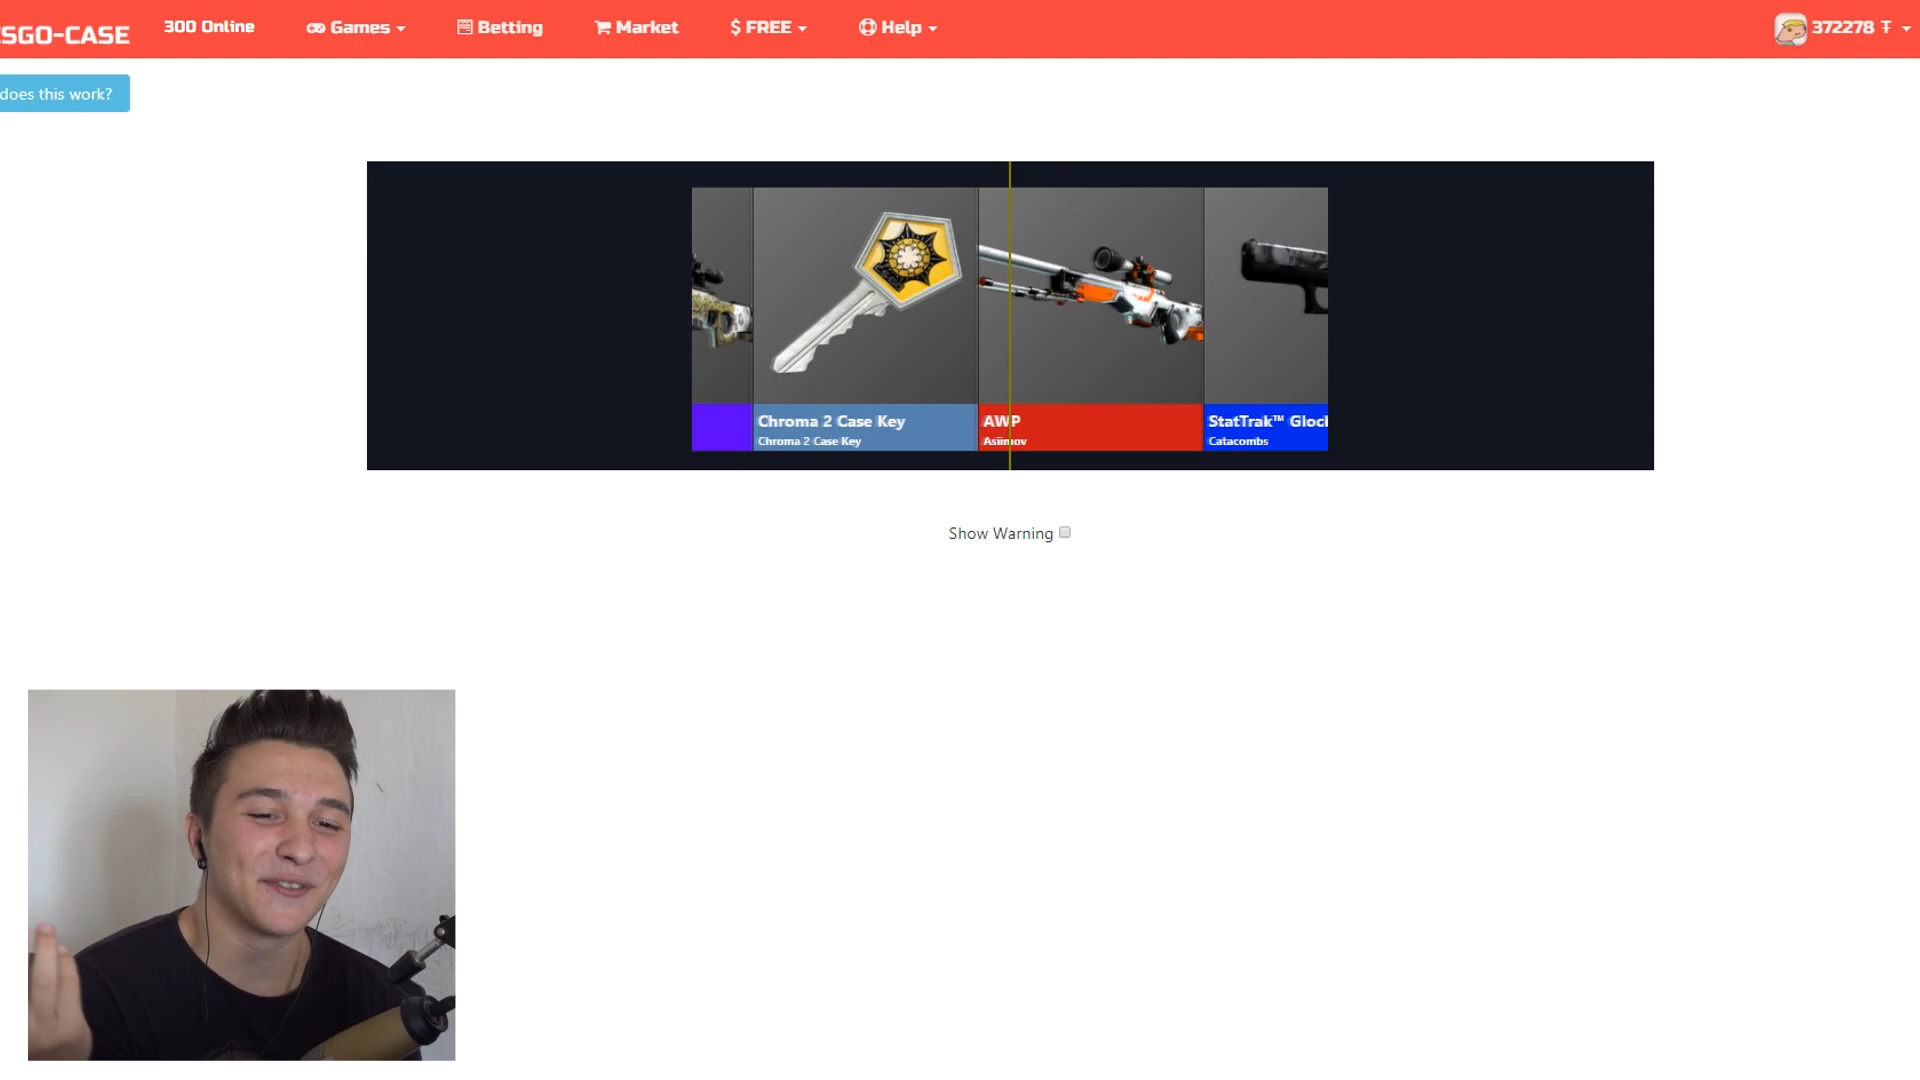 SGO-CASE
300 Online
Games
Betting
Market
$ FREE
Help
372278 Ŧ
does this work?
Chroma 2 Case Key
Chroma 2 Case Key
AWP
Asiimov
StatTrak™ Glock
Catacombs
Show Warning